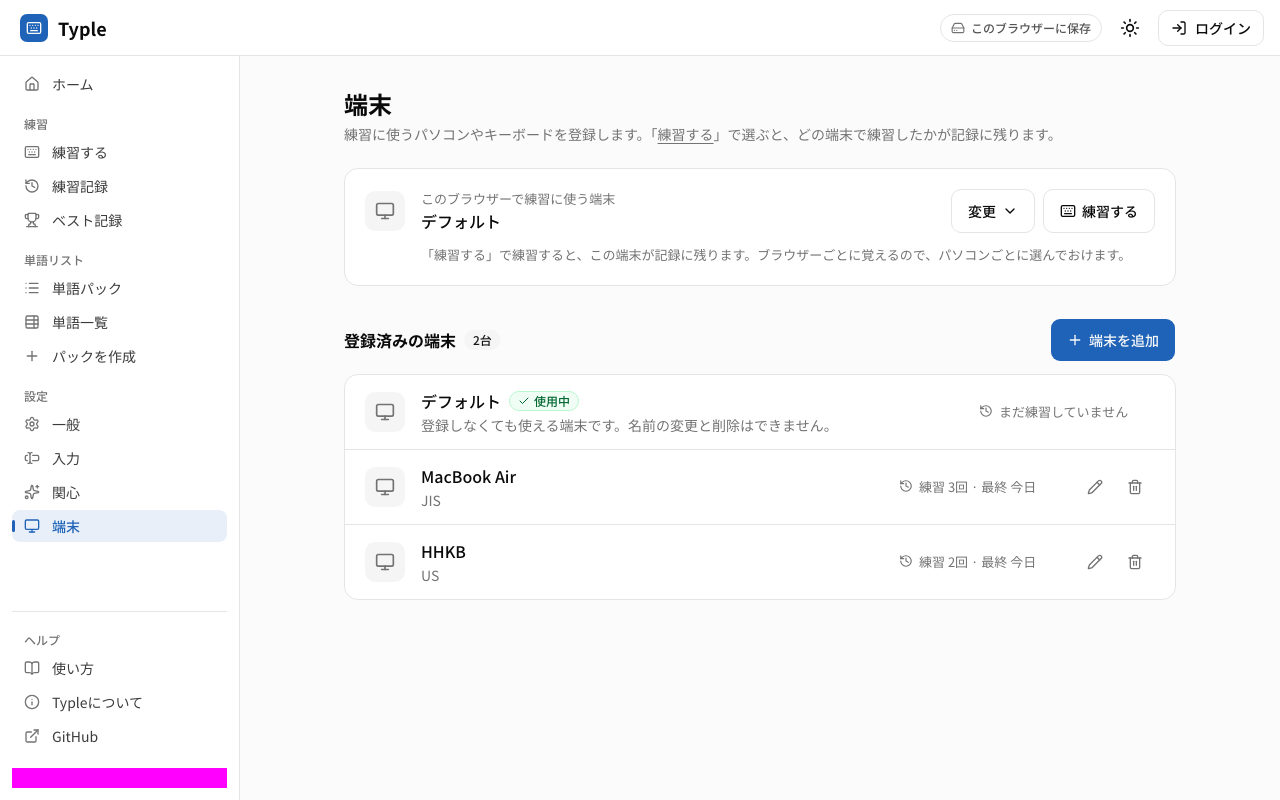 Typle
このブラウザーに保存
ログイン
ホーム
練習
練習する
練習記録
ベスト記録
単語リスト
単語パック
単語一覧
パックを作成
設定
一般
入力
関心
端末
ヘルプ
使い方
Typleについて
GitHub
端末
練習に使うパソコンやキーボードを登録します。「練習する」で選ぶと、どの端末で練習したかが記録に残ります。
このブラウザーで練習に使う端末
デフォルト
変更
練習する
「練習する」で練習すると、この端末が記録に残ります。ブラウザーごとに覚えるので、パソコンごとに選んでおけます。
登録済みの端末 2台
端末を追加
デフォルト 使用中
登録しなくても使える端末です。名前の変更と削除はできません。
まだ練習していません
MacBook Air
JIS
練習 3回 · 最終 今日
HHKB
US
練習 2回 · 最終 今日